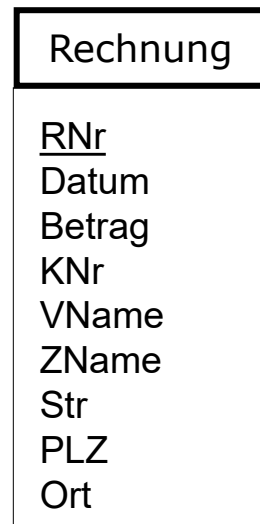 Rechnung
RNr
Datum
Betrag
KNr
VName
ZName
Str
PLZ
Ort